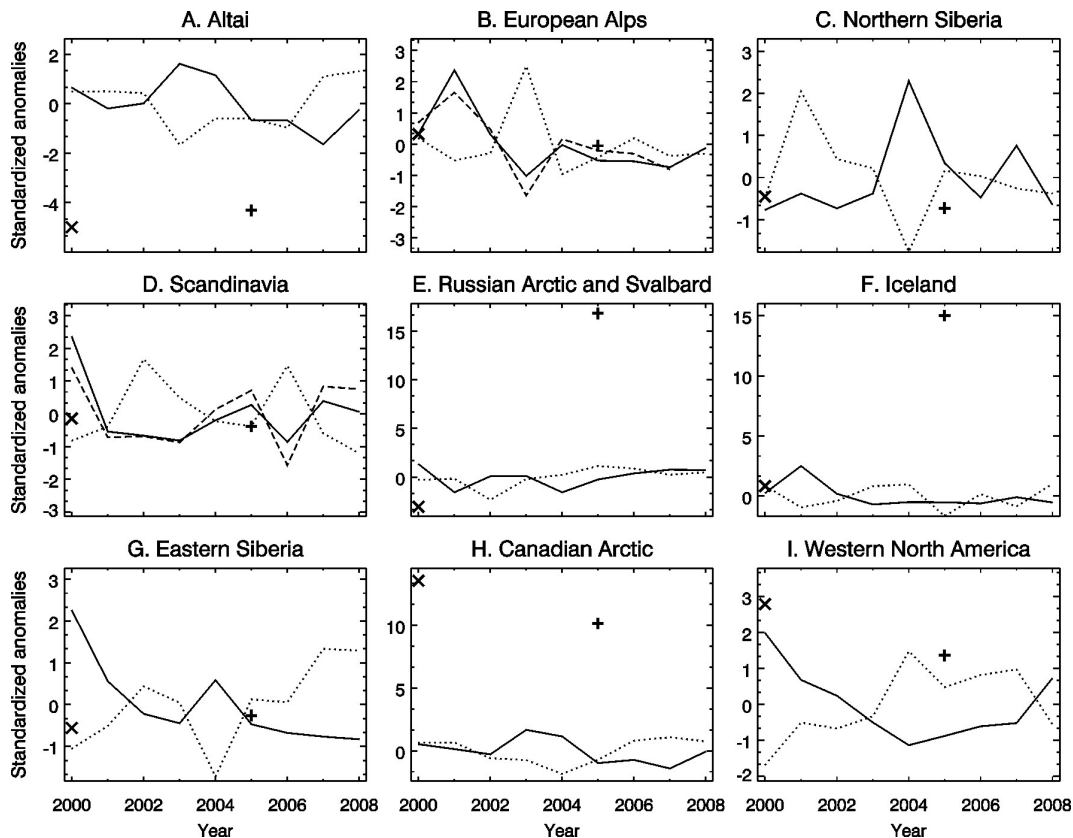 A. Altai
B. European Alps
C. Northern Siberia
Standardized anomalies
2
0
-2
-4
3
2
1
0
-1
-2
-3
3
2
1
0
-1
D. Scandinavia
E. Russian Arctic and Svalbard
F. Iceland
Standardized anomalies
3
2
1
0
-1
-2
-3
15
10
5
0
15
10
5
0
G. Eastern Siberia
H. Canadian Arctic
I. Western North America
Standardized anomalies
3
2
1
0
-1
10
5
0
3
2
1
0
-1
-2
2000 2002 2004 2006 2008
2000 2002 2004 2006 2008
2000 2002 2004 2006 2008
Year
Year
Year